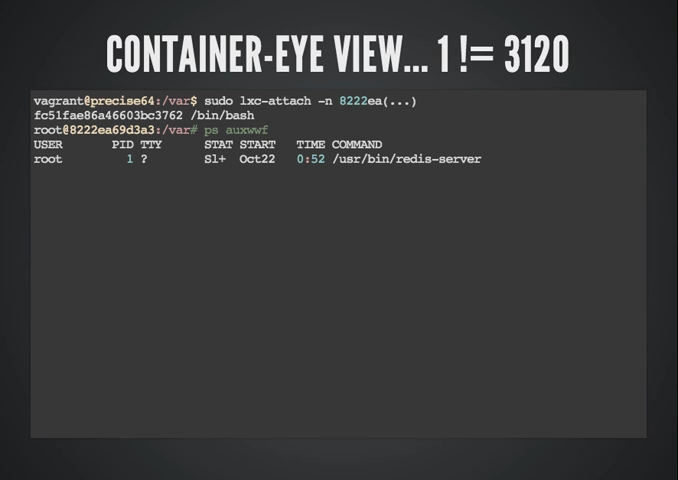 CONTAINER-EYE VIEW... 1 != 3120
vagrant@precise64:/var$ sudo lxc-attach -n 8222ea(...)
fc51fae86a46603bc3762 /bin/bash
root@8222ea69d3a3:/var# ps auxwwf
USER PID TTY STAT START TIME COMMAND
root 1 ? Sl+ Oct22 0:52 /usr/bin/redis-server